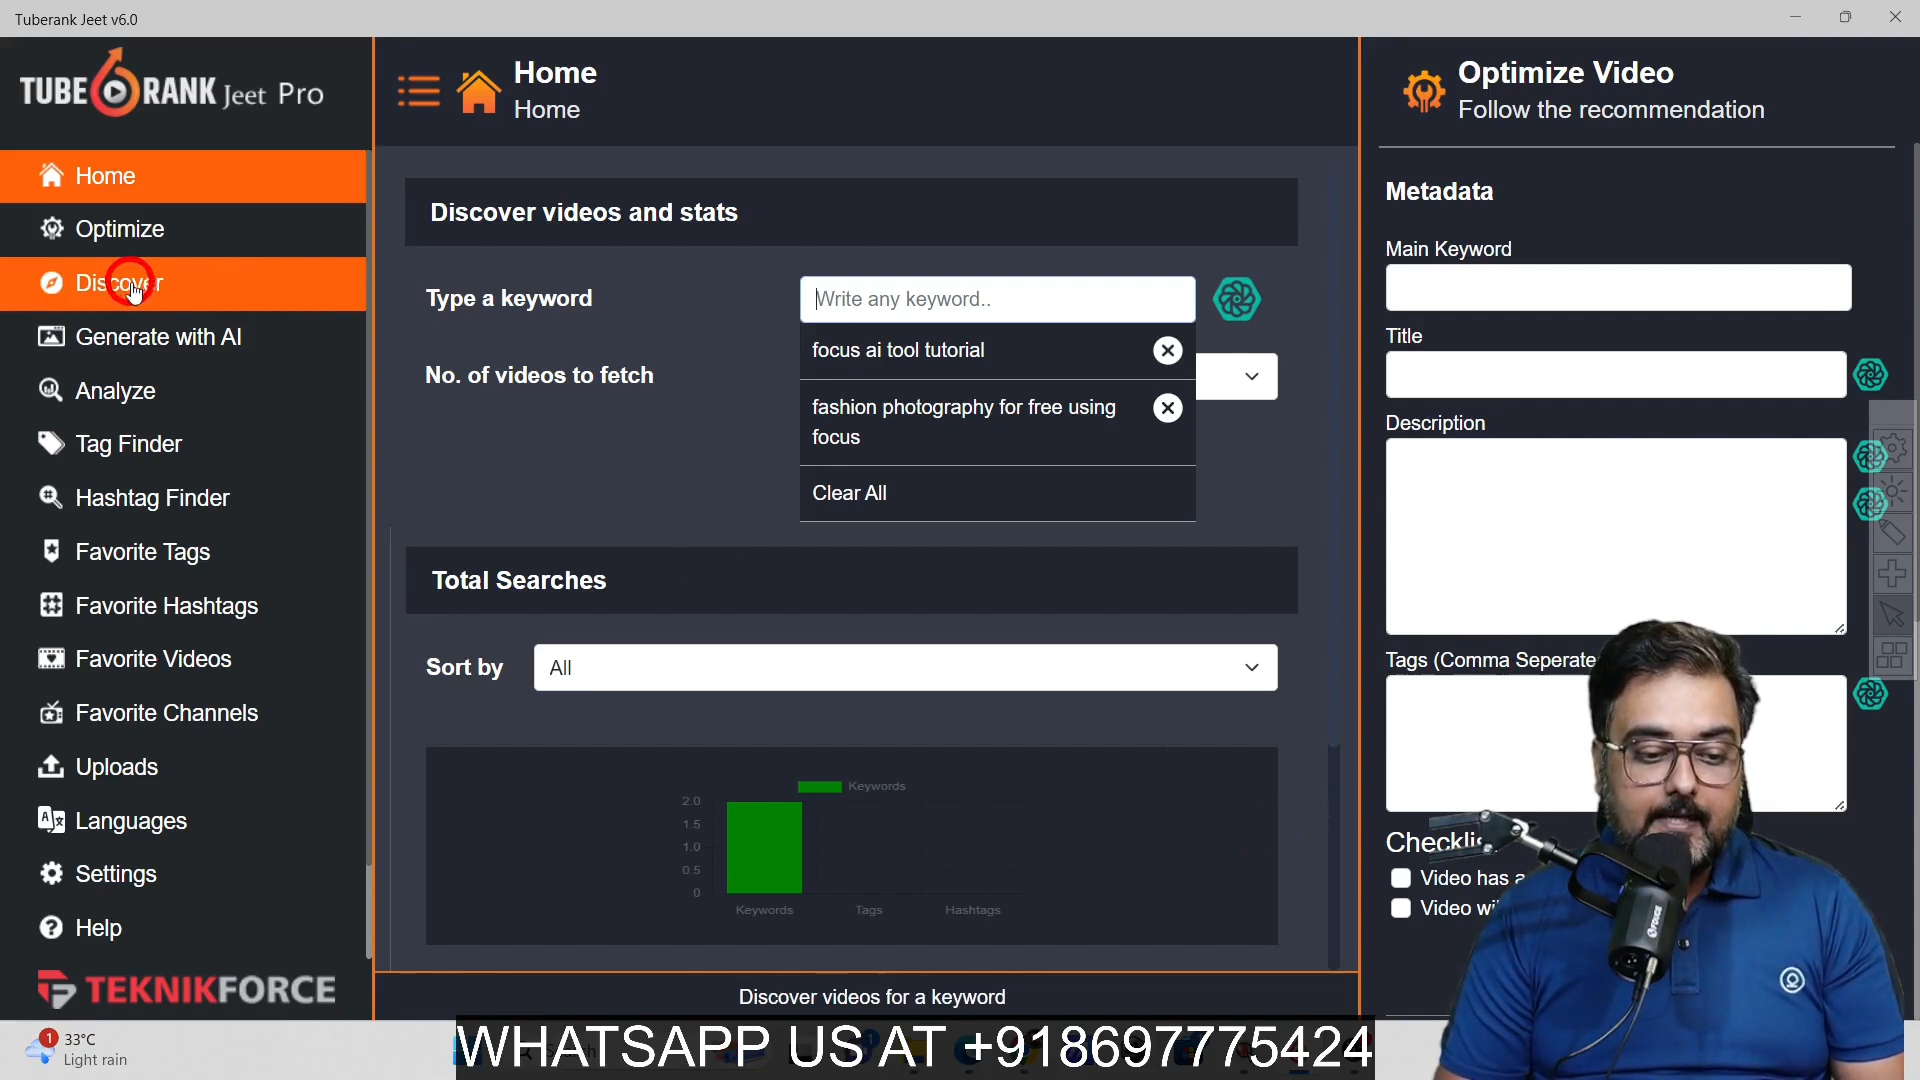 Tuberank Jeet v6.0
TUBE RANK Jeet Pro
Home
Optimize
Discover
Generate with AI
Analyze
Tag Finder
Hashtag Finder
Favorite Tags
Favorite Hashtags
Favorite Videos
Favorite Channels
Uploads
Languages
Settings
Help
TEKNIKFORCE
Home
Home
Discover videos and stats
Type a keyword
Write any keyword..
focus ai tool tutorial
fashion photography for free using
focus
Clear All
No. of videos to fetch
Total Searches
Sort by
All
Keywords
2.0
1.5
1.0
0.5
0
Keywords
Tags
Hashtags
Discover videos for a keyword
Optimize Video
Follow the recommendation
Metadata
Main Keyword
Title
Description
Tags (Comma Seperate
Checklis
Video has a
Video wi
1
33°C
Light rain
WHATSAPP US AT +918697775424